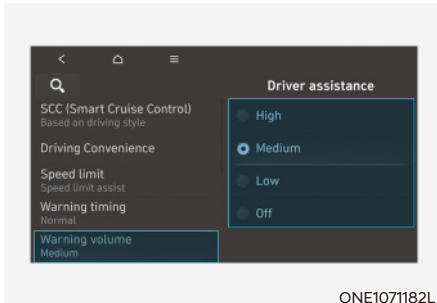 Driver assistance
SCC (Smart Cruise Control)
Based on driving style
Driving Convenience
Speed limit
Speed limit assist
Warning timing
Normal
Warning volume
Medium
High
Medium
Low
Off
ONE1071182L